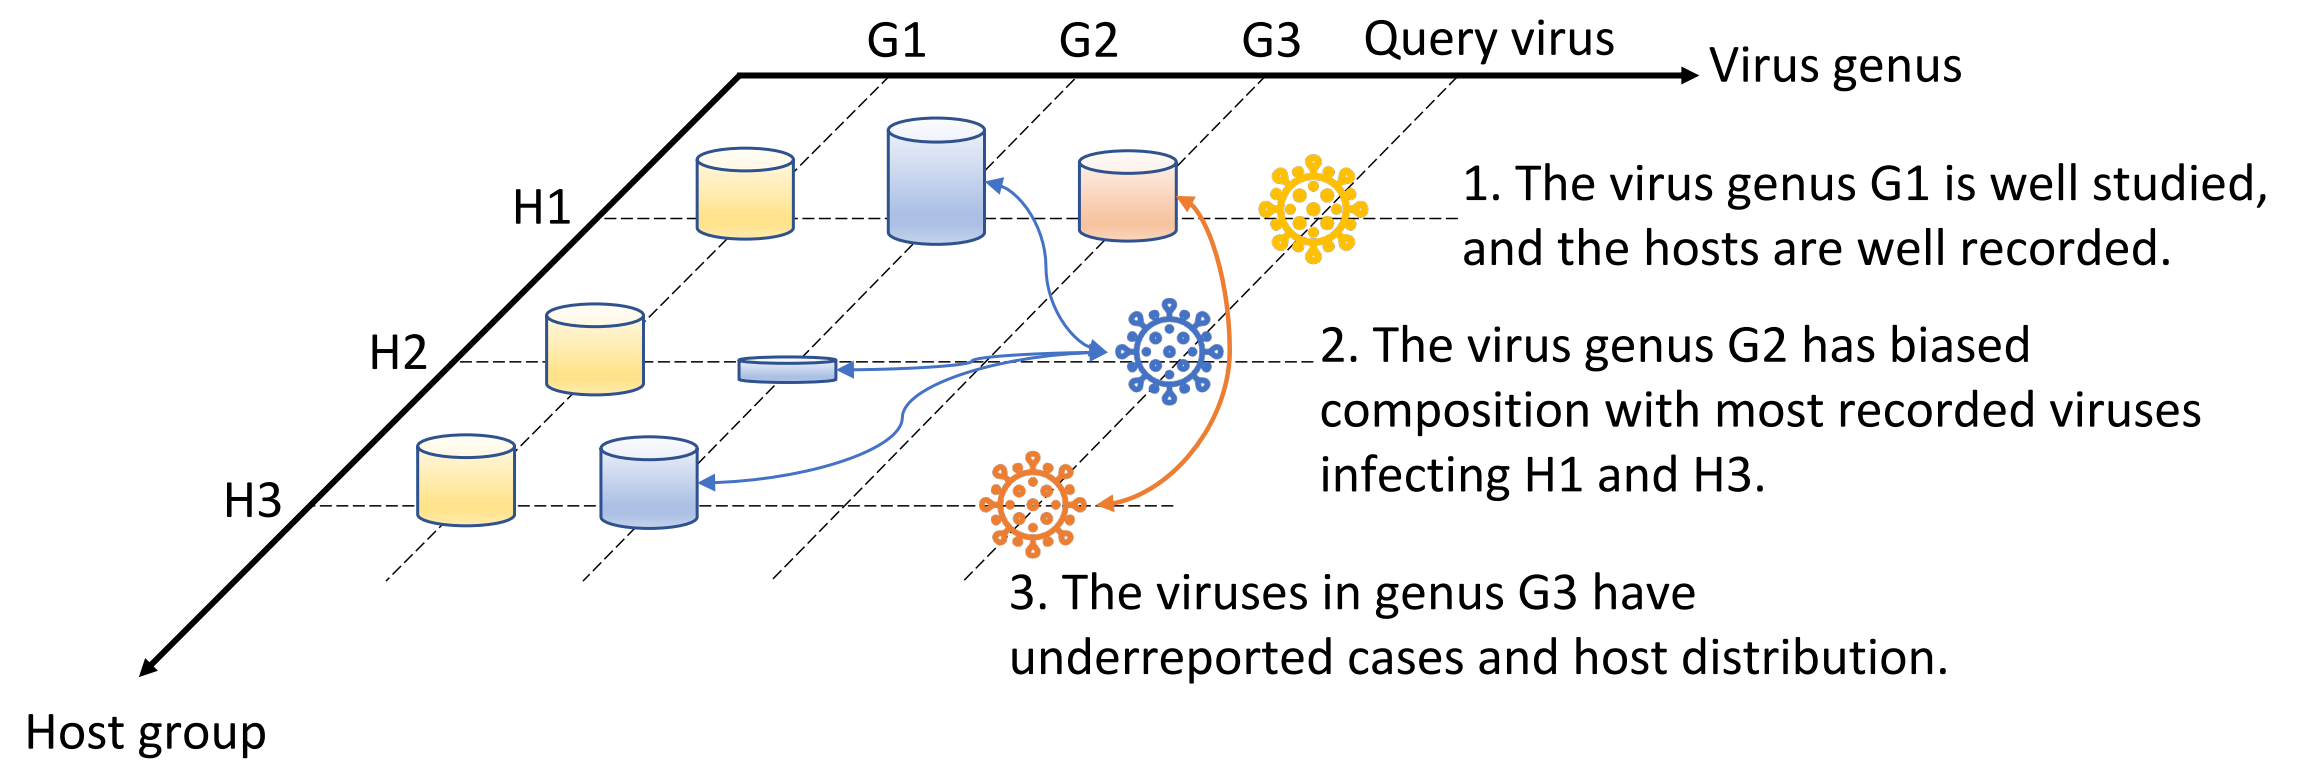 G1
G2
G3
Query virus
Virus genus
H1
1. The virus genus G1 is well studied,
and the hosts are well recorded.
H2
2. The virus genus G2 has biased
composition with most recorded viruses
infecting H1 and H3.
H3
3. The viruses in genus G3 have
underreported cases and host distribution.
Host group